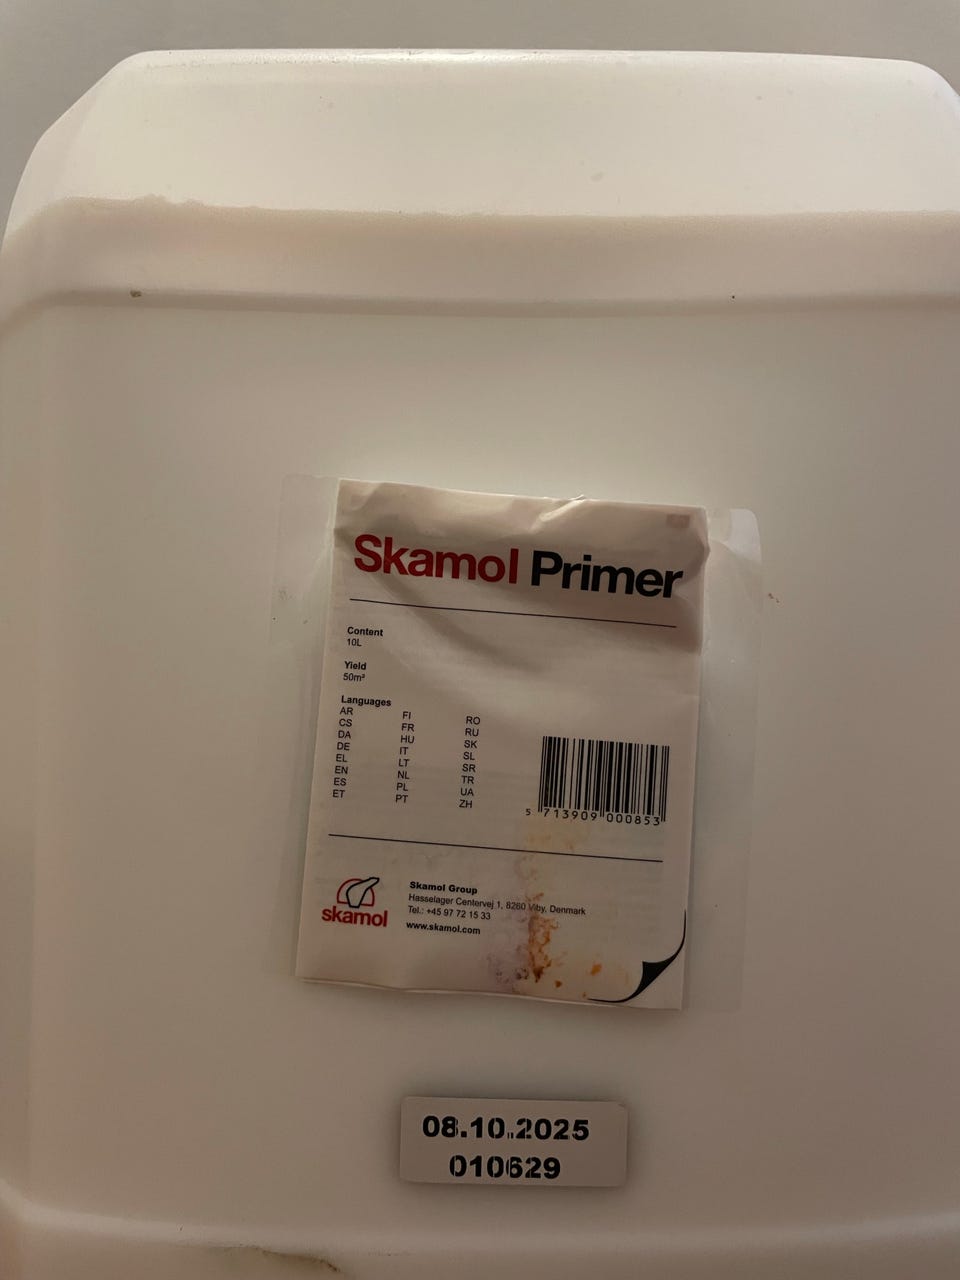 Skamol Primer
Content
10L
Yield
50m²
Languages
AR
CS
DA
DE
EL
EN
ES
ET
FI
FR
HU
IT
LT
NL
PL
PT
RO
RU
SK
SL
SR
TR
UA
ZH
5 713909 000853
skamol
Skamol Group
Hasselager Centervej 1, 8260 Viby, Denmark
Tel.: +45 97 72 15 33
www.skamol.com
08.10.2025
010629